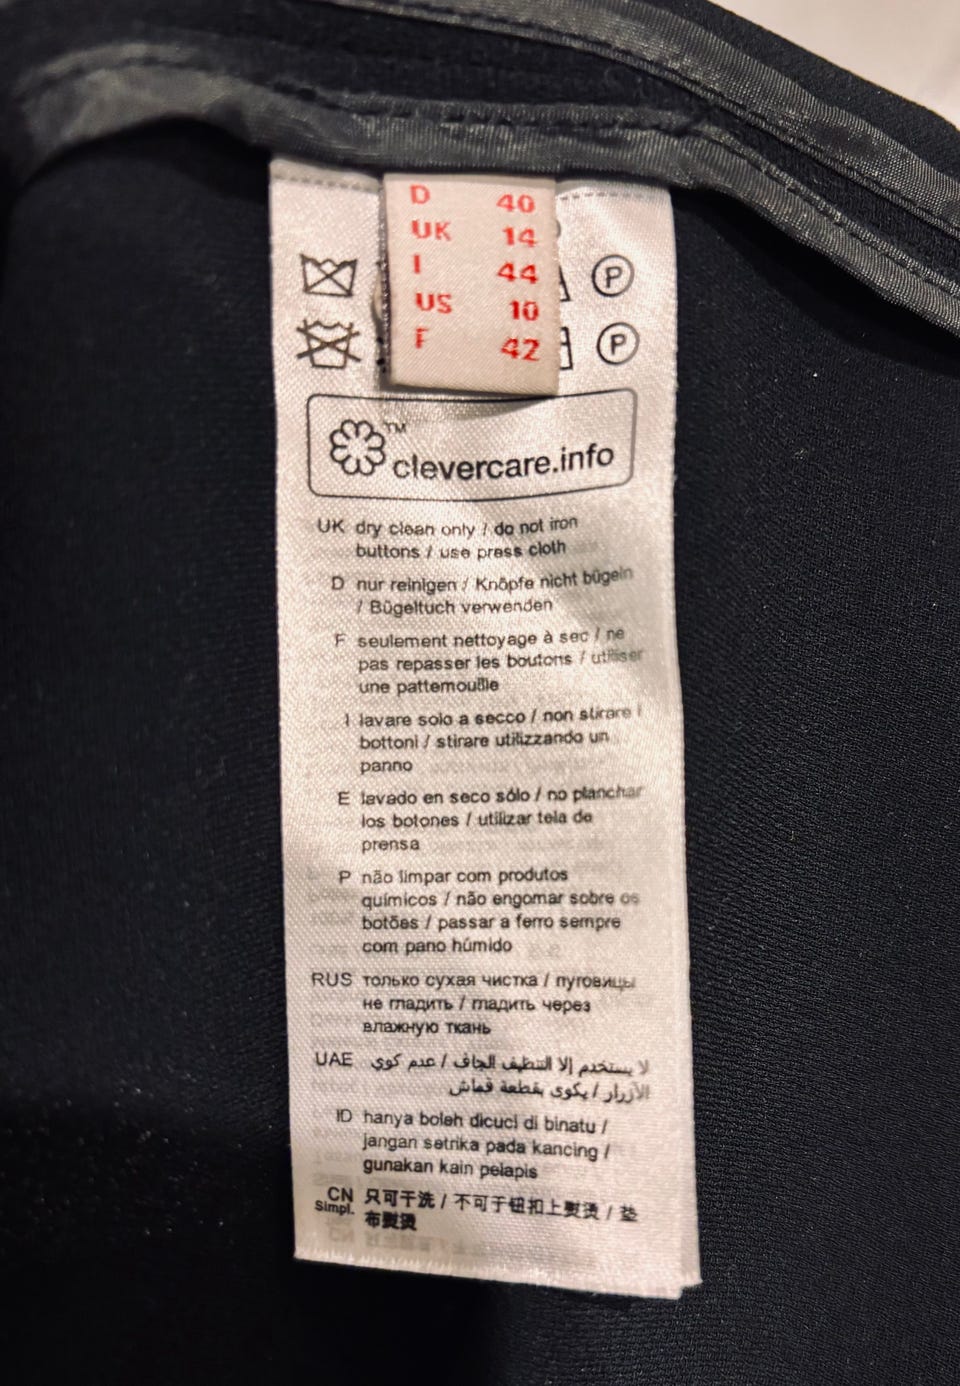 D 40
UK 14
I 44
US 10
F 42
P
P
™
clevercare.info
UK dry clean only / do not iron
buttons / use press cloth
D nur reinigen / Knöpfe nicht bügeln
/ Bügeltuch verwenden
F seulement nettoyage à sec / ne
pas repasser les boutons / utiliser
une pattemouille
I lavare solo a secco / non stirare i
bottoni / stirare utilizzando un
panno
E lavado en seco sólo / no planchar
los botones / utilizar tela de
prensa
P não limpar com produtos
químicos / não engomar sobre os
botões / passar a ferro sempre
com pano húmido
RUS только сухая чистка / пуговицы
не гладить / гладить через
влажную ткань
UAE لا يستخدم إلا التنظيف الجاف / عدم كوي
الأزرار / يكوى بقطعة قماش
ID hanya boleh dicuci di binatu /
jangan setrika pada kancing /
gunakan kain pelapis
CN Simpl. 只可干洗 / 不可于钮扣上熨烫 / 垫
布熨烫